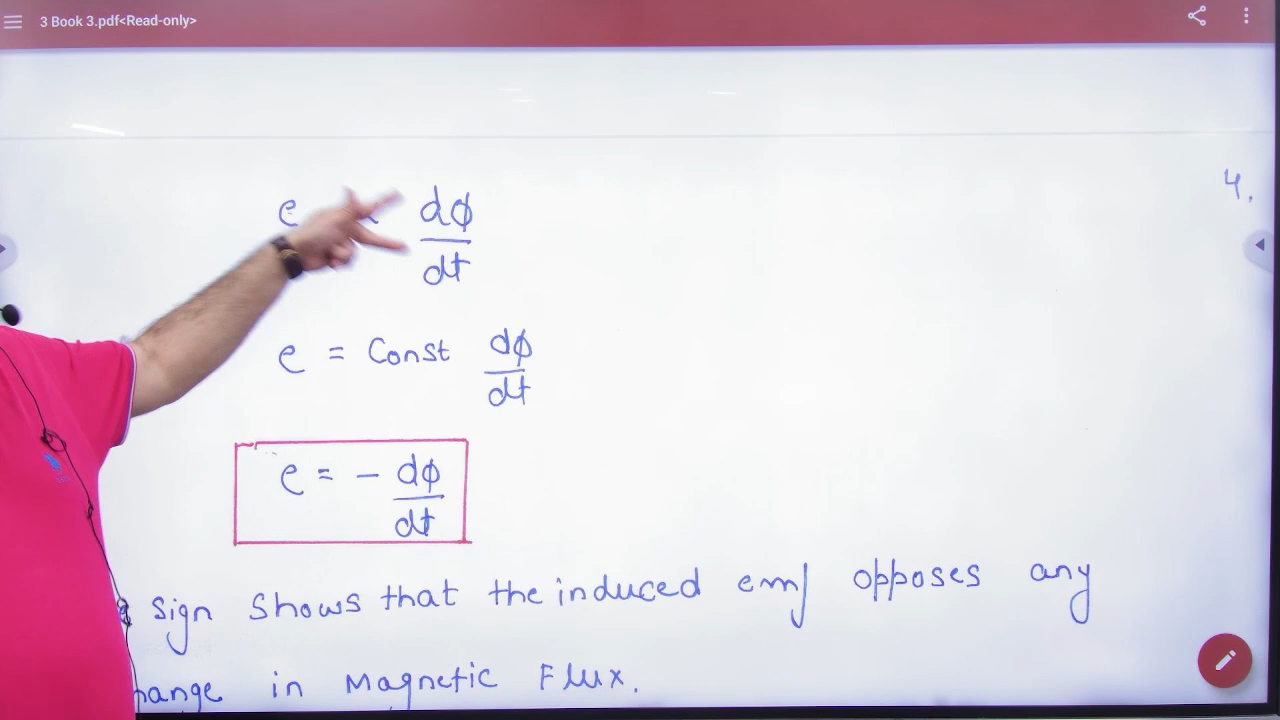 3 Book 3.pdf<Read-only>
4.
e dϕ
dt
e = Const dϕ
dt
e = - dϕ
dt
sign shows that the induced emf opposes any
hange in Magnetic Flux.